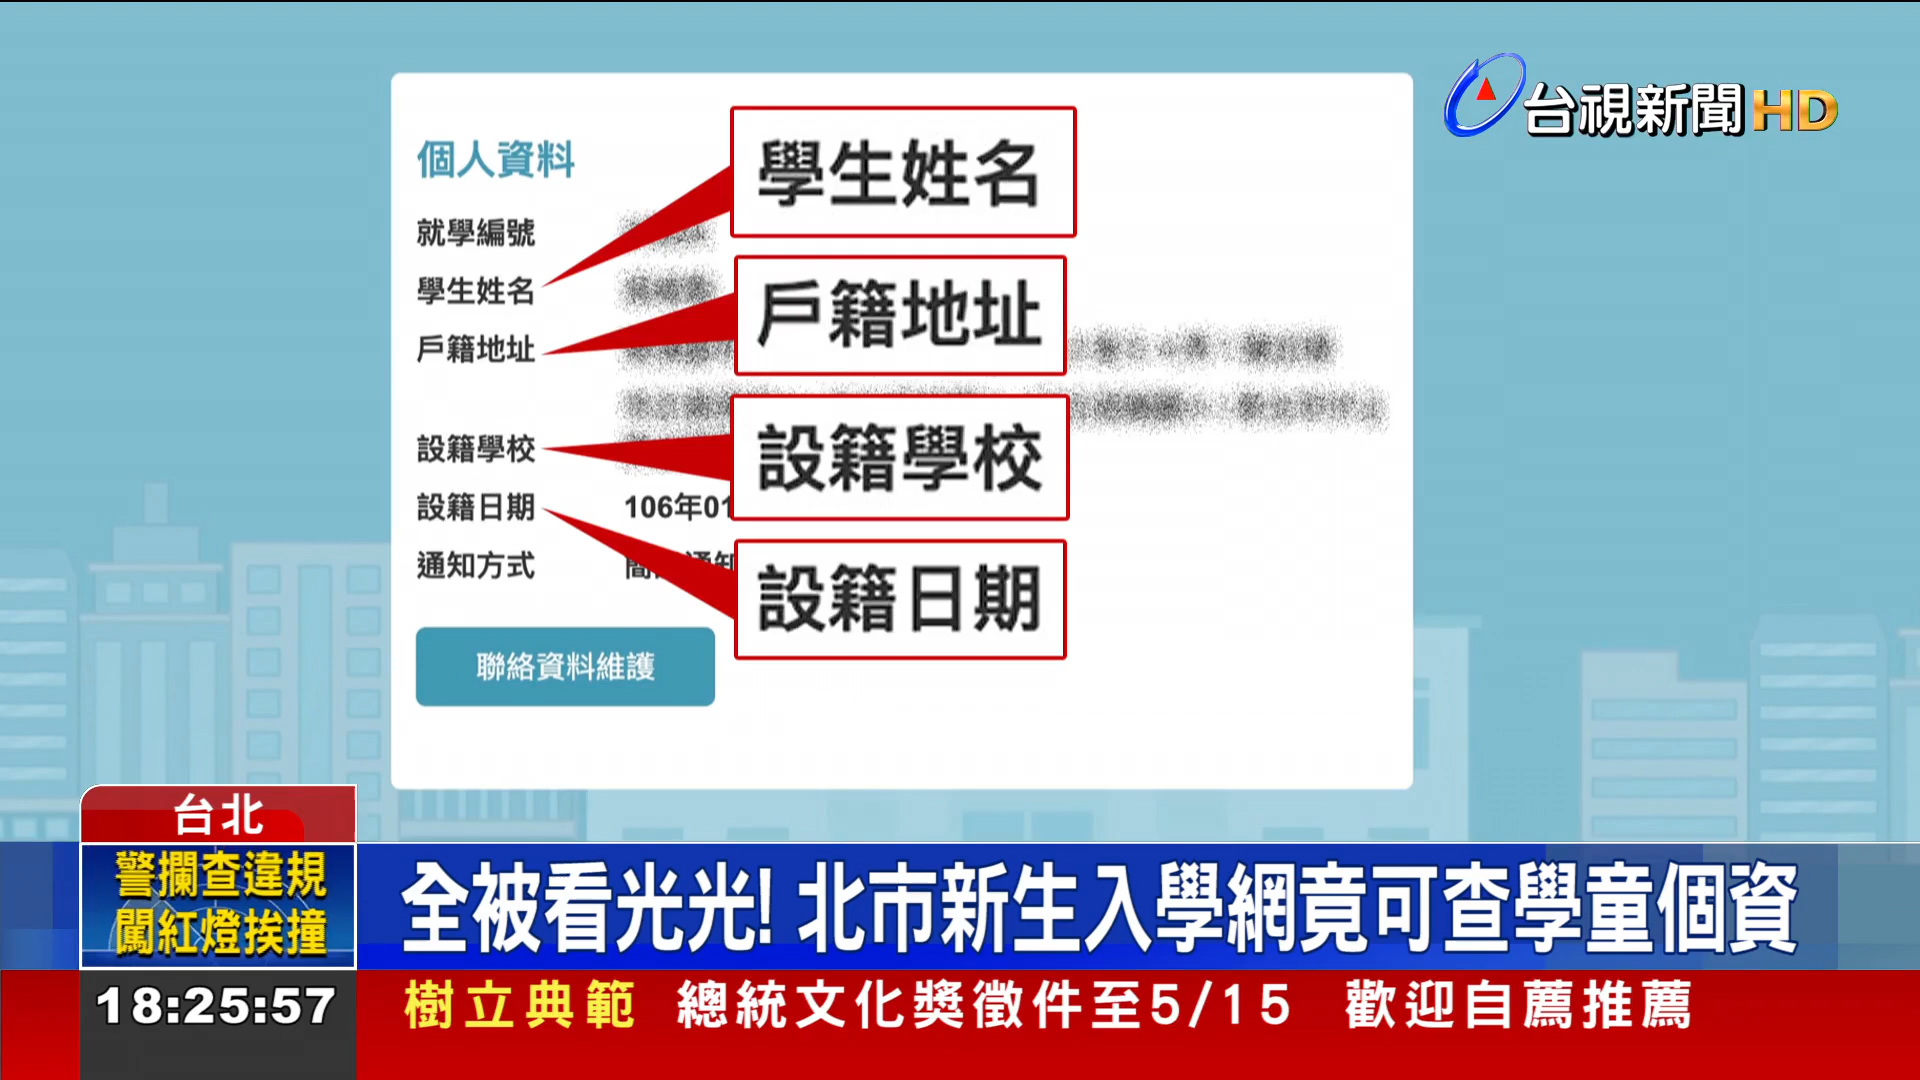 台視新聞HD
個人資料
就學編號
學生姓名
戶籍地址
設籍學校
設籍日期 106年01
通知方式
聯絡資料維護
學生姓名
戶籍地址
設籍學校
設籍日期
台北
警攔查違規
闖紅燈挨撞
全被看光光! 北市新生入學網竟可查學童個資
18:25:57
樹立典範 總統文化獎徵件至5/15 歡迎自薦推薦